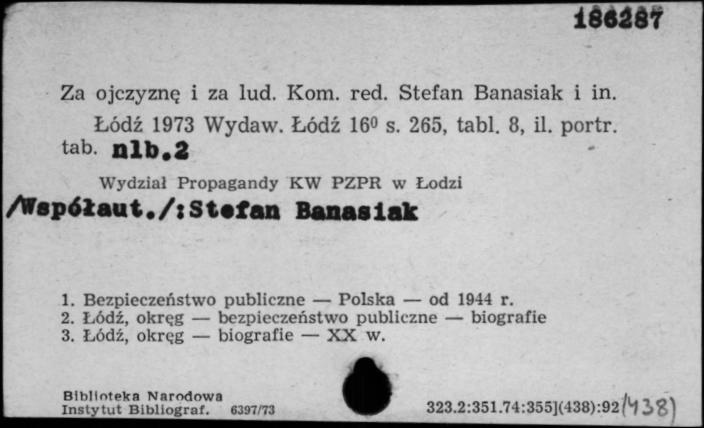 186287
Za ojczyznę i za lud. Kom. red. Stefan Banasiak i in.
Łódź 1973 Wydaw. Łódź 16⁰ s. 265, tabl. 8, il. portr.
tab. nlb.2
Wydział Propagandy KW PZPR w Łodzi
/Współaut./:Stefan Banasiak
1. Bezpieczeństwo publiczne — Polska — od 1944 r.
2. Łódź, okręg — bezpieczeństwo publiczne — biografie
3. Łódź, okręg — biografie — XX w.
Biblioteka Narodowa
Instytut Bibliograf. 6397/73 323.2:351.74:355](438):92(438)